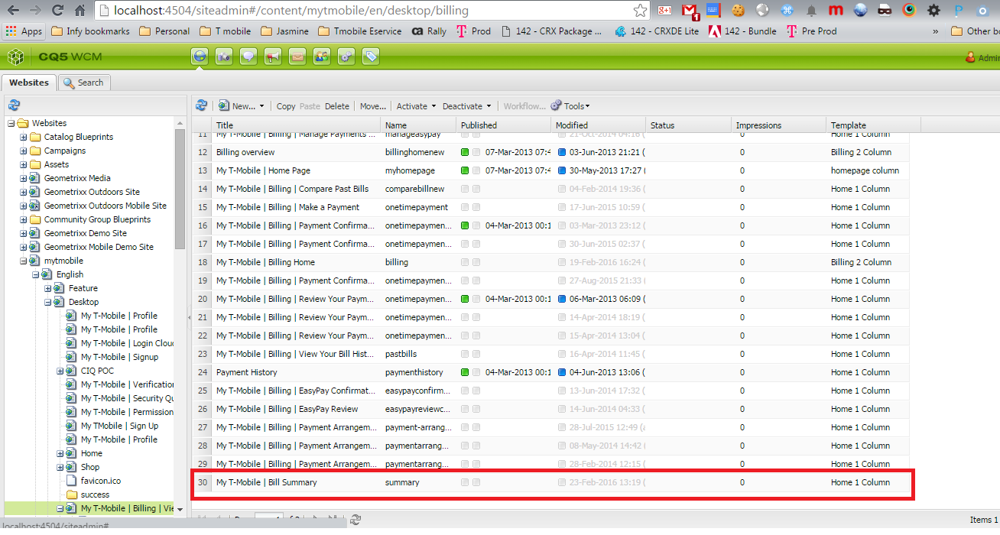 localhost:4504/siteadmin#/content/mytmobile/en/desktop/billing
Apps Infy bookmarks Personal T mobile Jasmine Tmobile Eservice ca Rally Prod 142 - CRX Package ... 142 - CRXDE Lite 142 - Bundle Pre Prod » Other bo
CQ5 WCM Admin
Websites Search
New... Copy Paste Delete Move... Activate Deactivate Workflow... Tools
Websites
Catalog Blueprints
Campaigns
Assets
Geometrixx Media
Geometrixx Outdoors Site
Geometrixx Outdoors Mobile Site
Community Group Blueprints
Geometrixx Demo Site
Geometrixx Mobile Demo Site
mytmobile
English
Feature
Desktop
My T-Mobile | Profile
My T-Mobile | Profile
My T-Mobile | Login Clou
My T-Mobile | Signup
CIQ POC
My T-Mobile | Verification
My T-Mobile | Security Qu
My T-Mobile | Permission
My TMobile | Sign Up
My T-Mobile | Profile
Home
Shop
favicon.ico
success
My T-Mobile | Billing | Vie
Title Name Published Modified Status Impressions Template
11 My T-Mobile | Billing | Manage Payments ... manageeasypay 21-Oct-2014 04:16 ( 0 Home 1 Column
12 Billing overview billinghomenew 07-Mar-2013 07:4 03-Jun-2013 21:21 ( 0 Billing 2 Column
13 My T-Mobile | Home Page myhomepage 07-Mar-2013 07:4 30-May-2013 17:27 ( 0 homepage column
14 My T-Mobile | Billing | Compare Past Bills comparebillnew 04-Feb-2014 19:36 ( 0 Home 1 Column
15 My T-Mobile | Billing | Make a Payment onetimepayment 17-Jun-2015 10:59 ( 0 Home 1 Column
16 My T-Mobile | Billing | Payment Confirma... onetimepaymen... 04-Mar-2013 00:1 03-Mar-2013 23:12 ( 0 Home 1 Column
17 My T-Mobile | Billing | Payment Confirma... onetimepaymen... 30-Jun-2015 02:37 ( 0 Home 1 Column
18 My T-Mobile | Billing Home billing 19-Feb-2016 16:24 ( 0 Billing 2 Column
19 My T-Mobile | Billing | Payment Confirma... onetimepaymen... 27-Aug-2015 21:33 ( 0 Home 1 Column
20 My T-Mobile | Billing | Review Your Paym... onetimepaymen... 04-Mar-2013 00:1 06-Mar-2013 06:09 ( 0 Home 1 Column
21 My T-Mobile | Billing | Review Your Paym... onetimepaymen... 14-Apr-2014 18:19 ( 0 Home 1 Column
22 My T-Mobile | Billing | Review Your Paym... onetimepaymen... 15-Apr-2014 13:04 ( 0 Home 1 Column
23 My T-Mobile | Billing | View Your Bill Hist... pastbills 16-Apr-2014 11:45 ( 0 Home 1 Column
24 Payment History paymenthistory 04-Mar-2013 00:1 04-Jun-2013 13:06 ( 0 Home 1 Column
25 My T-Mobile | Billing | EasyPay Confirmat... easypayconfirm... 13-Jun-2014 17:32 ( 0 Home 1 Column
26 My T-Mobile | Billing | EasyPay Review easypayreviewc... 14-Jun-2014 04:33 ( 0 Home 1 Column
27 My T-Mobile | Billing | Payment Arrangem... payment-arrang... 28-Jul-2015 12:49 (a 0 Home 1 Column
28 My T-Mobile | Billing | Payment Arrangem... paymentarrang... 08-May-2014 14:42 ( 0 Home 1 Column
29 My T-Mobile | Billing | Payment Arrangem... paymentarrang... 28-Feb-2014 12:15 ( 0 Home 1 Column
30 My T-Mobile | Bill Summary summary 23-Feb-2016 13:19 ( 0 Home 1 Column
Items 1
localhost:4504/siteadmin#